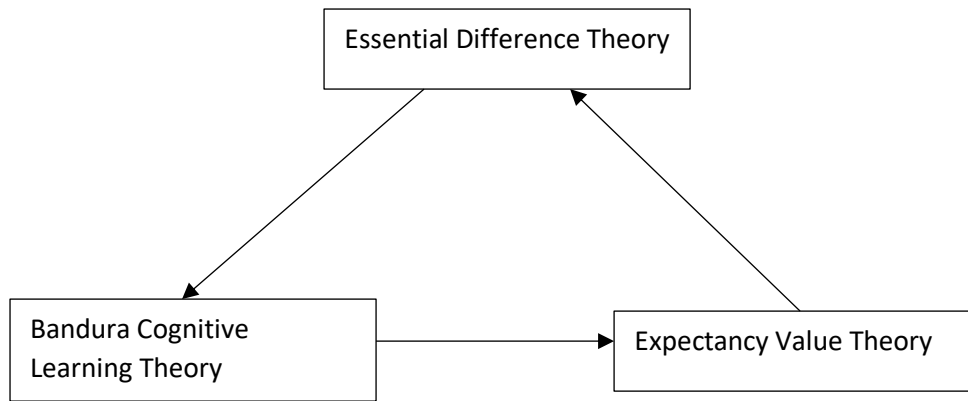 Essential Difference Theory
Bandura Cognitive
Learning Theory
Expectancy Value Theory